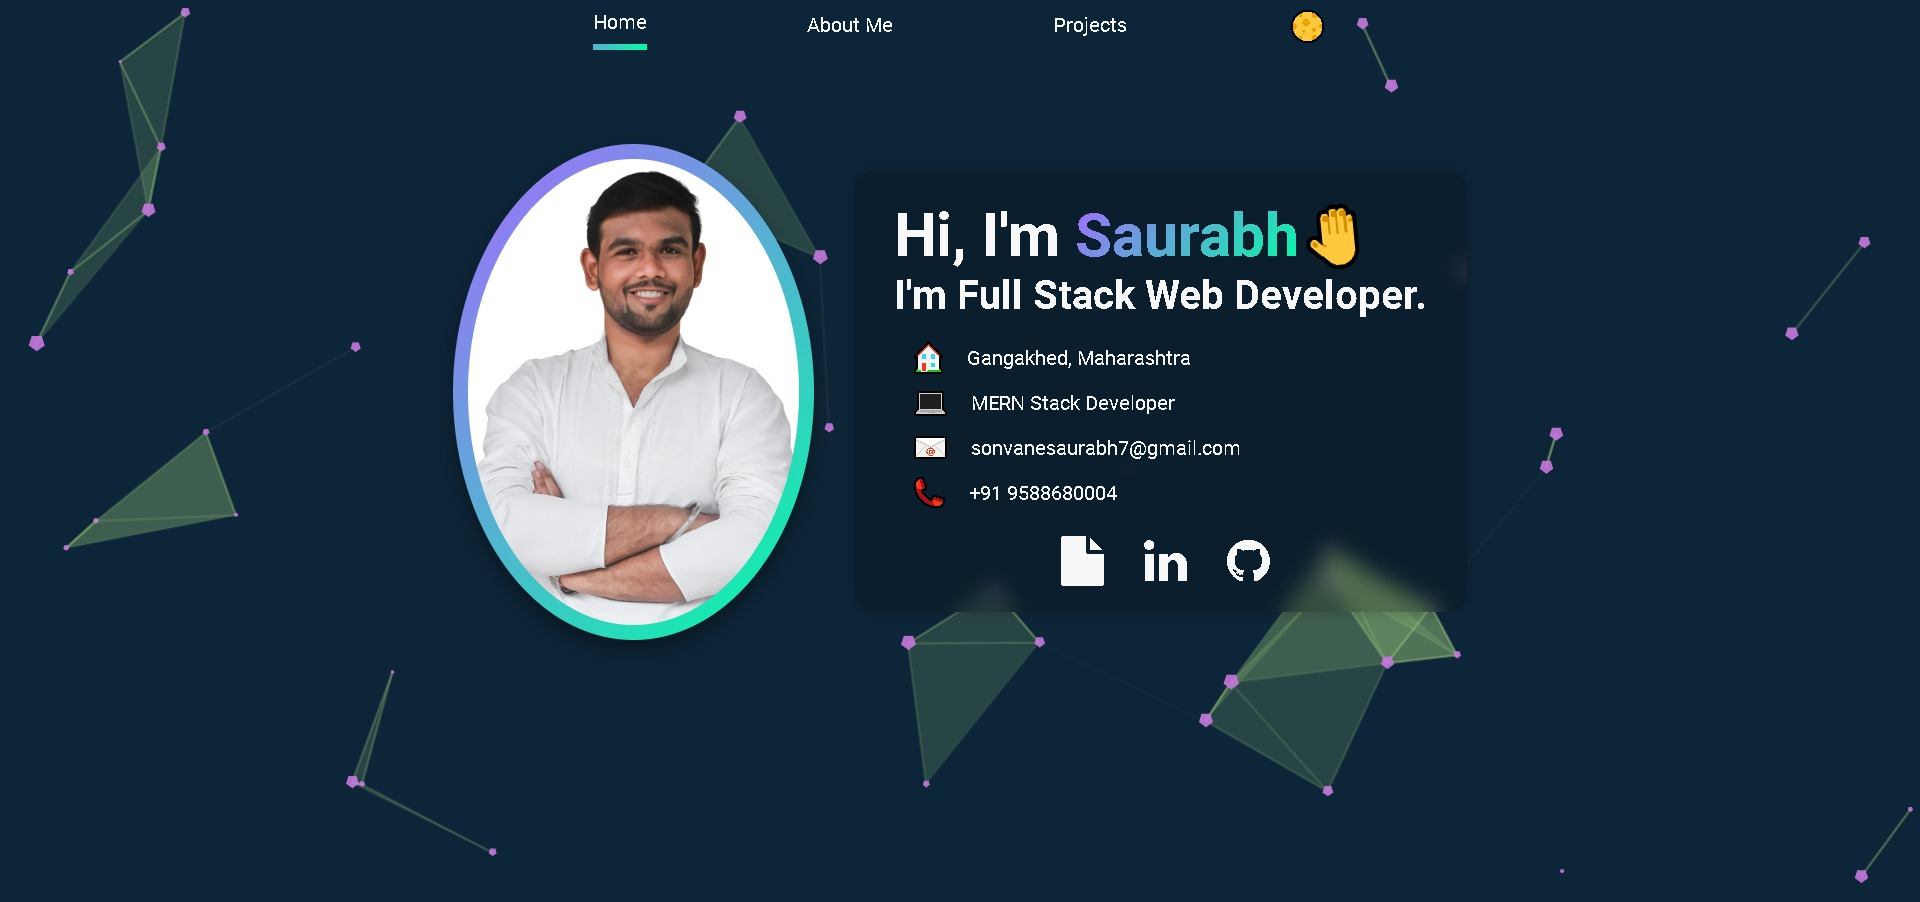 Home
About Me
Projects
Hi, I'm Saurabh
I'm Full Stack Web Developer.
Gangakhed, Maharashtra
MERN Stack Developer
sonvanesaurabh7@gmail.com
+91 9588680004
in